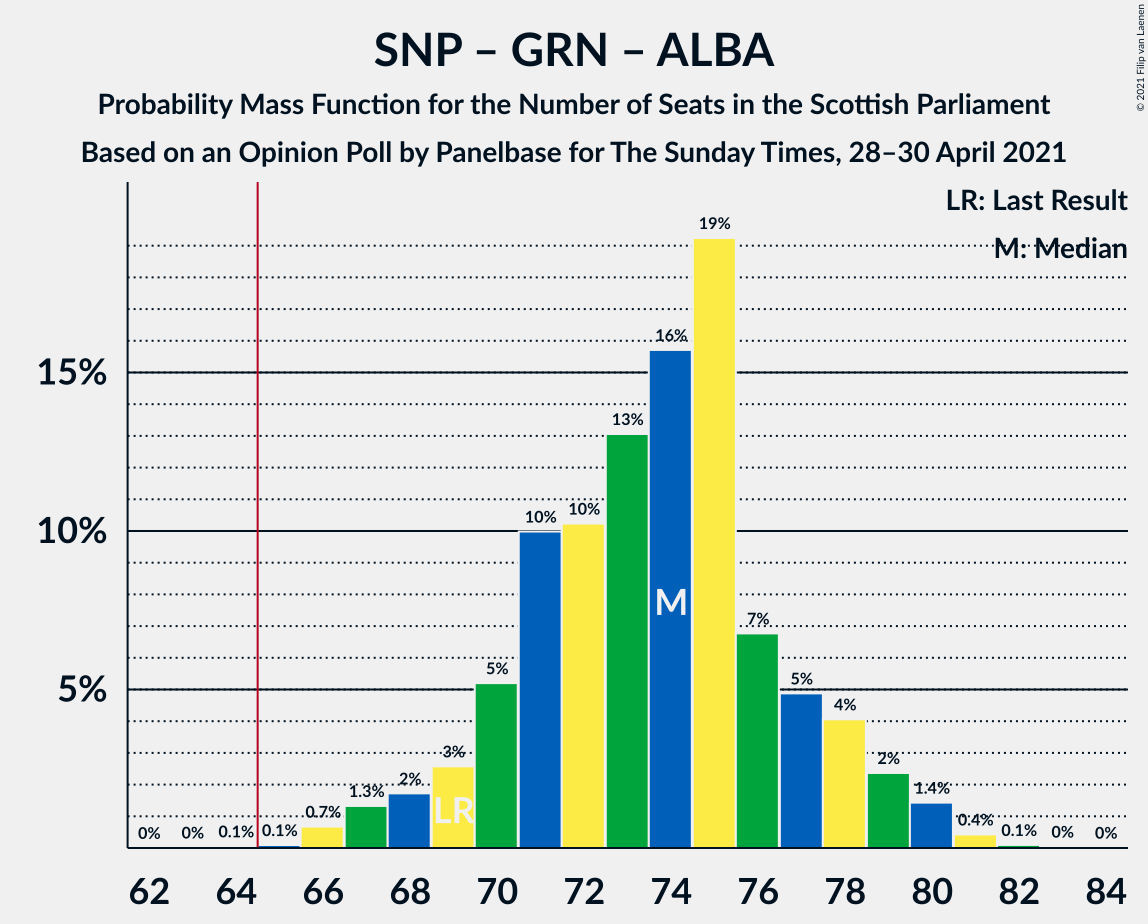 SNP – GRN – ALBA
Probability Mass Function for the Number of Seats in the Scottish Parliament
Based on an Opinion Poll by Panelbase for The Sunday Times, 28–30 April 2021
© 2021 Filip van Laenen
LR: Last Result
M: Median
15%
10%
5%
0% 0% 0.1% 0.1% 0.7% 1.3% 2% 3% 5% 10% 10% 13% 16% 19% 7% 5% 4% 2% 1.4% 0.4% 0.1% 0% 0%
M
LR
62 64 66 68 70 72 74 76 78 80 82 84